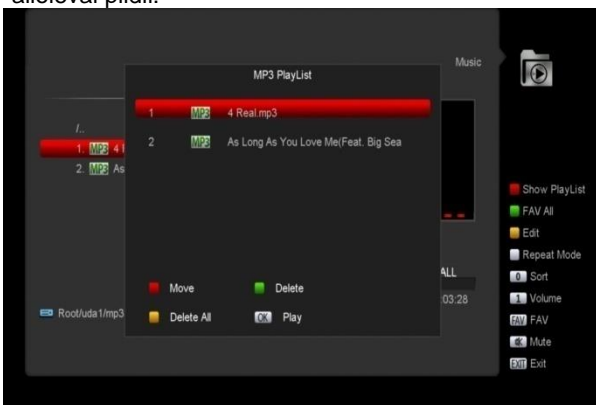 Music
MP3 PlayList
1 MP3 4 Real.mp3
2 MP3 As Long As You Love Me(Feat. Big Sea
/..
1. MP3 4
2. MP3 As
Move
Delete
Delete All
OK Play
ALL
03:28
Root/uda1/mp3
Show PlayList
FAV All
Edit
Repeat Mode
0 Sort
1 Volume
FAV FAV
Mute
EXIT Exit